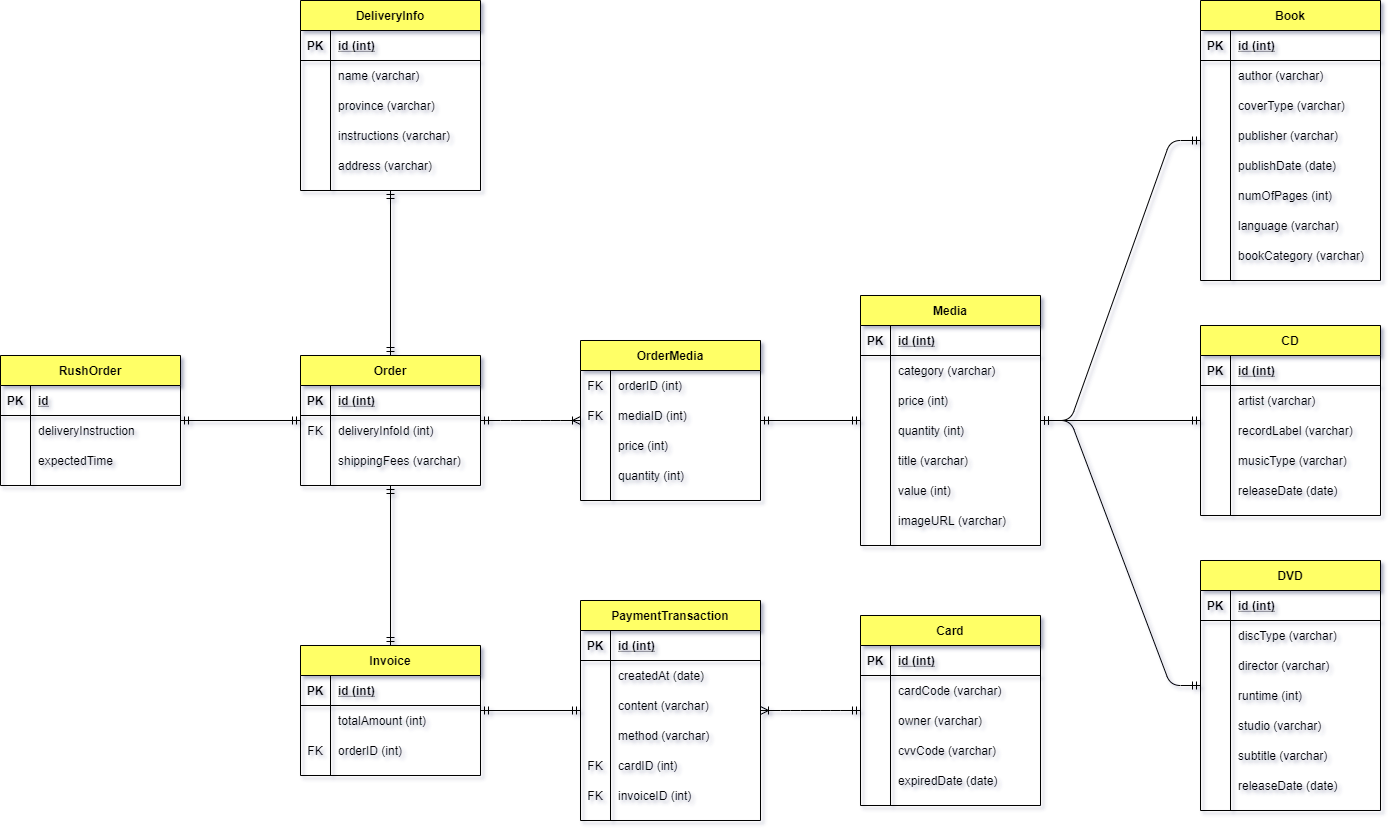 DeliveryInfo
PK id (int)
name (varchar)
province (varchar)
instructions (varchar)
address (varchar)
RushOrder
PK id
deliveryInstruction
expectedTime
Order
PK id (int)
FK deliveryInfoId (int)
shippingFees (varchar)
Invoice
PK id (int)
totalAmount (int)
FK orderID (int)
OrderMedia
FK orderID (int)
FK mediaID (int)
price (int)
quantity (int)
PaymentTransaction
PK id (int)
createdAt (date)
content (varchar)
method (varchar)
FK cardID (int)
FK invoiceID (int)
Media
PK id (int)
category (varchar)
price (int)
quantity (int)
title (varchar)
value (int)
imageURL (varchar)
Card
PK id (int)
cardCode (varchar)
owner (varchar)
cvvCode (varchar)
expiredDate (date)
Book
PK id (int)
author (varchar)
coverType (varchar)
publisher (varchar)
publishDate (date)
numOfPages (int)
language (varchar)
bookCategory (varchar)
CD
PK id (int)
artist (varchar)
recordLabel (varchar)
musicType (varchar)
releaseDate (date)
DVD
PK id (int)
discType (varchar)
director (varchar)
runtime (int)
studio (varchar)
subtitle (varchar)
releaseDate (date)